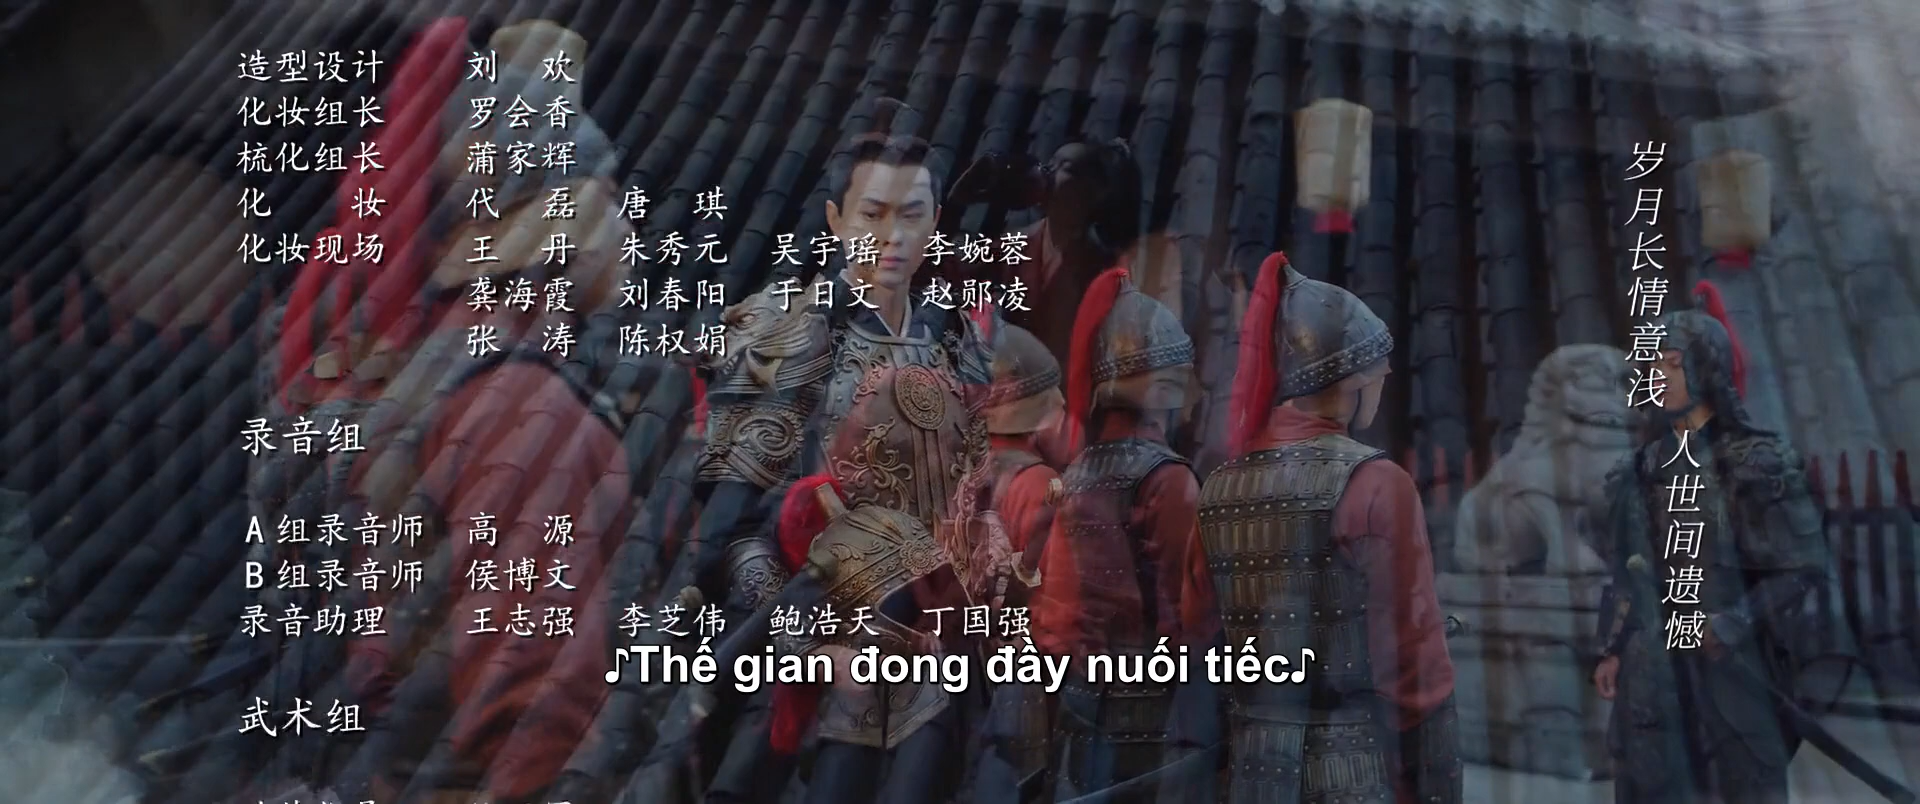 造型设计 刘欢
化妆组长 罗会香
梳化组长 蒲家辉
化妆 代磊 唐琪
化妆现场 王丹 朱秀元 吴宇瑶 李婉蓉
龚海霞 刘春阳 于日文 赵郧凌
张涛 陈权娟
录音组
A组录音师 高源
B组录音师 侯博文
录音助理 王志强 李芝伟 鲍浩天 丁国强
武术组
岁月长情意浅
人世间遗憾
♪Thế gian đong đầy nuối tiếc♪